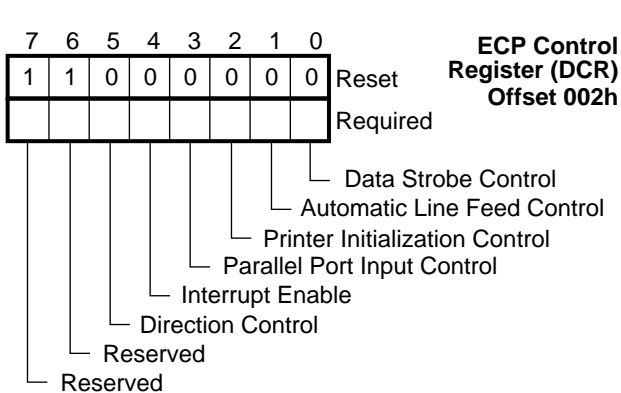 7 6 5 4 3 2 1 0
ECP Control
Register (DCR)
Offset 002h
1 1 0 0 0 0 0 0 Reset
Required
Data Strobe Control
Automatic Line Feed Control
Printer Initialization Control
Parallel Port Input Control
Interrupt Enable
Direction Control
Reserved
Reserved